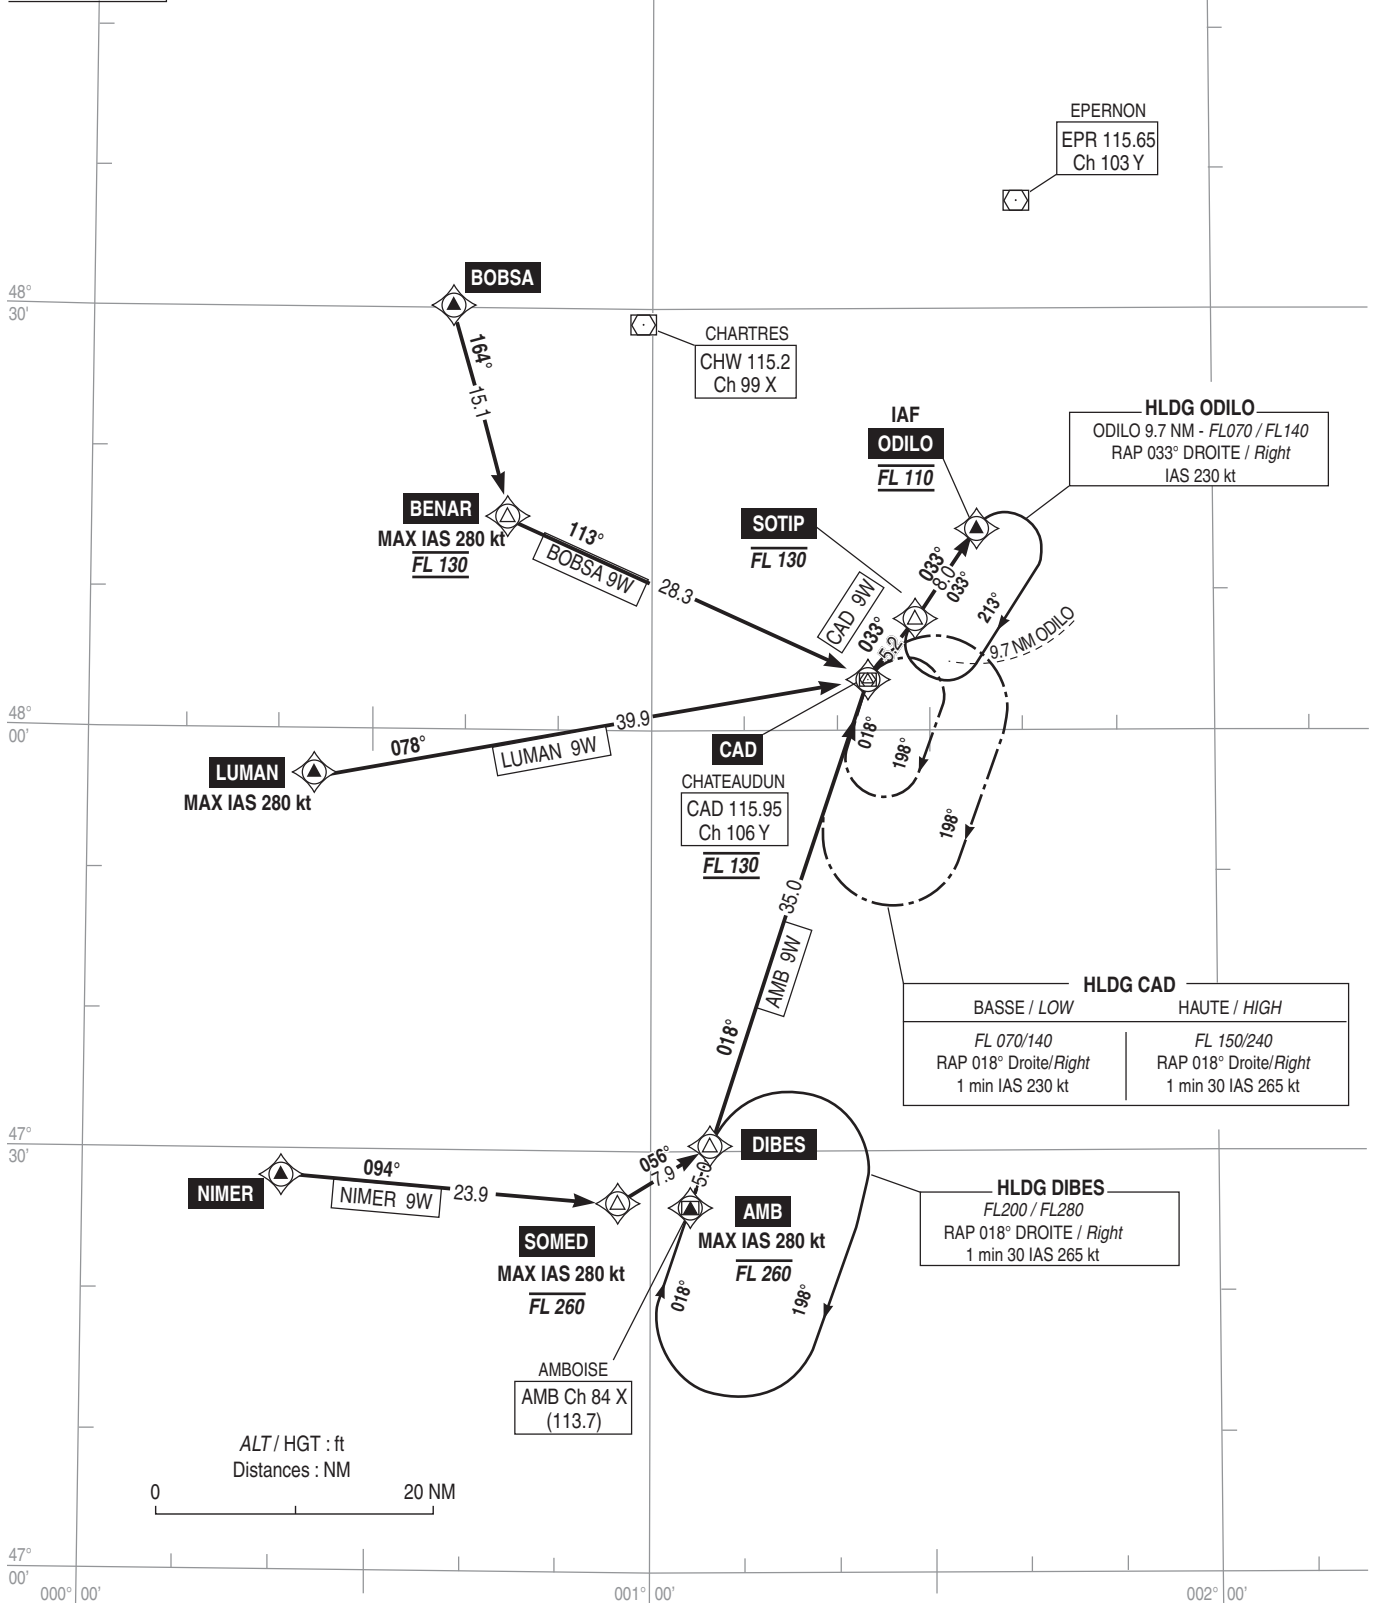 EPERNON
EPR 115.65
Ch 103 Y
BOBSA
48°
30'
164°
15.1
CHARTRES
CHW 115.2
Ch 99 X
IAF
ODILO
FL 110
HLDG ODILO
ODILO 9.7 NM - FL070 / FL140
RAP 033° DROITE / Right
IAS 230 kt
BENAR
MAX IAS 280 kt
FL 130
113°
BOBSA 9W
28.3
SOTIP
FL 130
033°
8.0
033°
213°
CAD 9W
033°
5.2
9.7 NM ODILO
48°
00'
39.9
078°
LUMAN 9W
LUMAN
MAX IAS 280 kt
018°
198°
CAD
CHATEAUDUN
CAD 115.95
Ch 106 Y
FL 130
198°
35.0
AMB 9W
018°
HLDG CAD
BASSE / LOW
HAUTE / HIGH
FL 070/140
RAP 018° Droite/Right
1 min IAS 230 kt
FL 150/240
RAP 018° Droite/Right
1 min 30 IAS 265 kt
47°
30'
DIBES
056°
7.9
5.0
094°
NIMER 9W
23.9
NIMER
HLDG DIBES
FL200 / FL280
RAP 018° DROITE / Right
1 min 30 IAS 265 kt
AMB
MAX IAS 280 kt
FL 260
SOMED
MAX IAS 280 kt
FL 260
018°
198°
AMBOISE
AMB Ch 84 X
(113.7)
ALT / HGT : ft
Distances : NM
0
20 NM
47°
00'
000° 00'
001° 00'
002° 00'